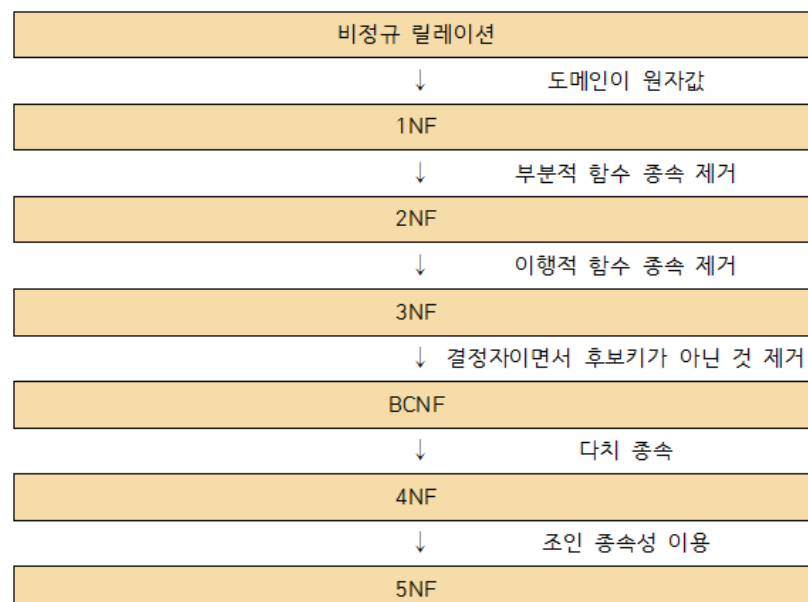 비정규 릴레이션
↓ 도메인이 원자값
1NF
↓ 부분적 함수 종속 제거
2NF
↓ 이행적 함수 종속 제거
3NF
↓ 결정자이면서 후보키가 아닌 것 제거
BCNF
↓ 다치 종속
4NF
↓ 조인 종속성 이용
5NF